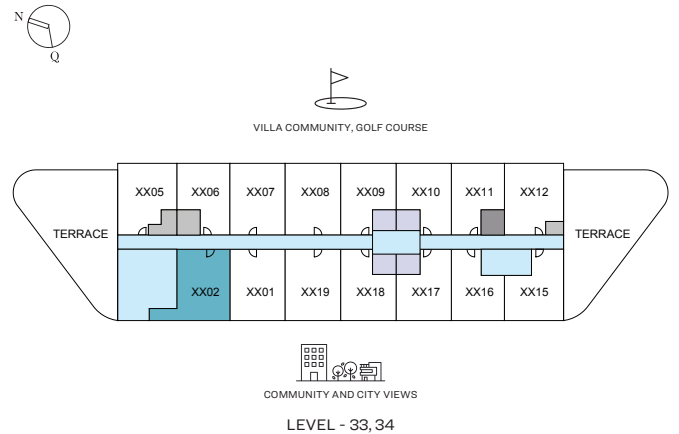 N
Q
VILLA COMMUNITY, GOLF COURSE
XX05 XX06 XX07 XX08 XX09 XX10 XX11 XX12
TERRACE TERRACE
XX02 XX01 XX19 XX18 XX17 XX16 XX15
COMMUNITY AND CITY VIEWS
LEVEL - 33, 34